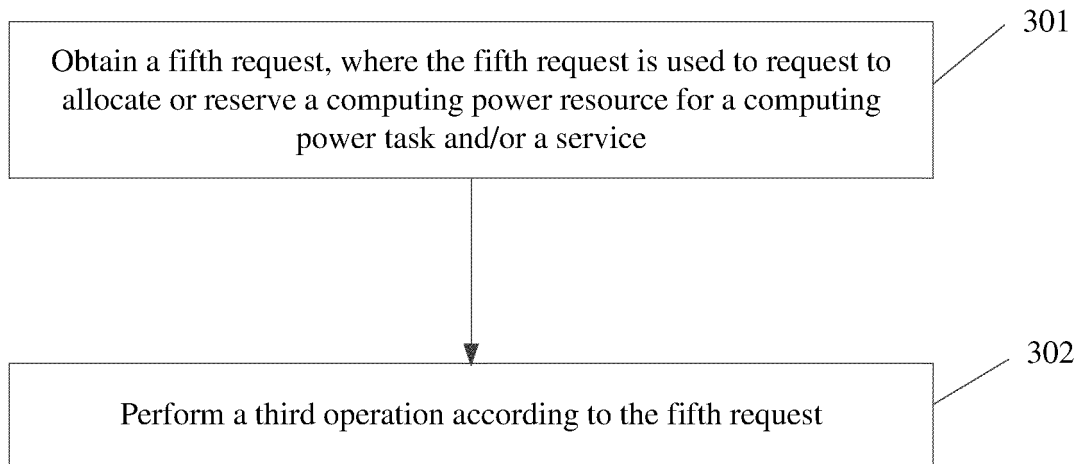 301
Obtain a fifth request, where the fifth request is used to request to
allocate or reserve a computing power resource for a computing
power task and/or a service
302
Perform a third operation according to the fifth request